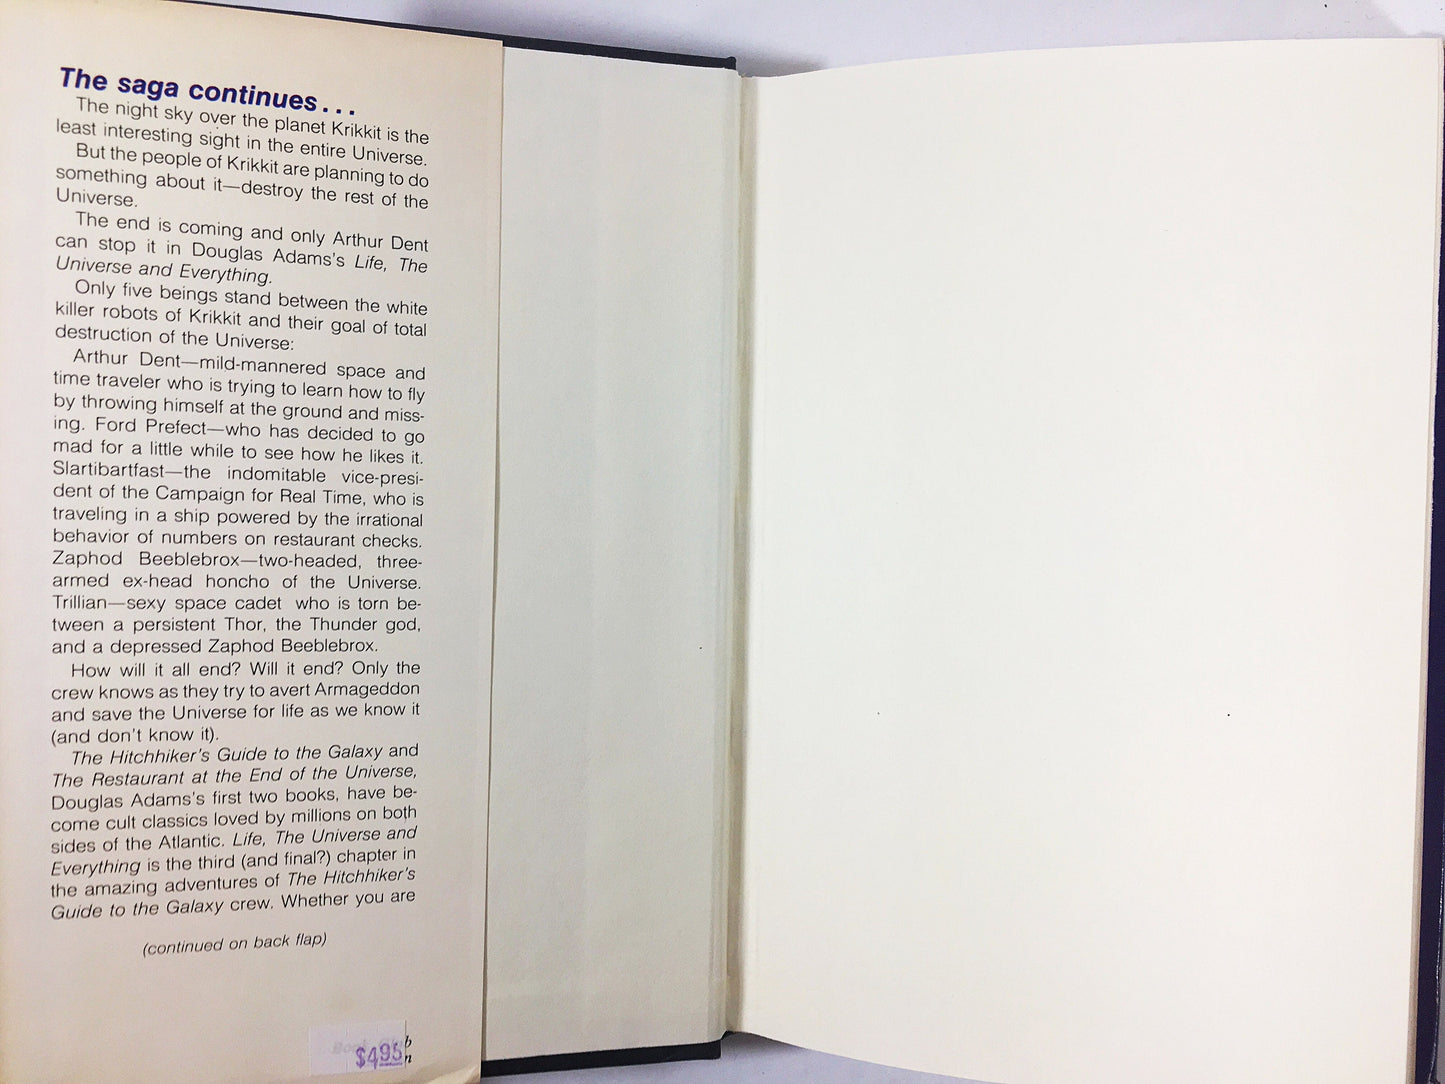 The saga continues...
The night sky over the planet Krikkit is the
least interesting sight in the entire Universe.
But the people of Krikkit are planning to do
something about it—destroy the rest of the
Universe.
The end is coming and only Arthur Dent
can stop it in Douglas Adams's Life, The
Universe and Everything.
Only five beings stand between the white
killer robots of Krikkit and their goal of total
destruction of the Universe:
Arthur Dent—mild-mannered space and
time traveler who is trying to learn how to fly
by throwing himself at the ground and miss-
ing. Ford Prefect—who has decided to go
mad for a little while to see how he likes it.
Slartibartfast—the indomitable vice-presi-
dent of the Campaign for Real Time, who is
traveling in a ship powered by the irrational
behavior of numbers on restaurant checks.
Zaphod Beeblebrox—two-headed, three-
armed ex-head honcho of the Universe.
Trillian—sexy space cadet who is torn be-
tween a persistent Thor, the Thunder god,
and a depressed Zaphod Beeblebrox.
How will it all end? Will it end? Only the
crew knows as they try to avert Armageddon
and save the Universe for life as we know it
(and don't know it).
The Hitchhiker's Guide to the Galaxy and
The Restaurant at the End of the Universe,
Douglas Adams's first two books, have be-
come cult classics loved by millions on both
sides of the Atlantic. Life, The Universe and
Everything is the third (and final?) chapter in
the amazing adventures of The Hitchhiker's
Guide to the Galaxy crew. Whether you are
(continued on back flap)
$4.95